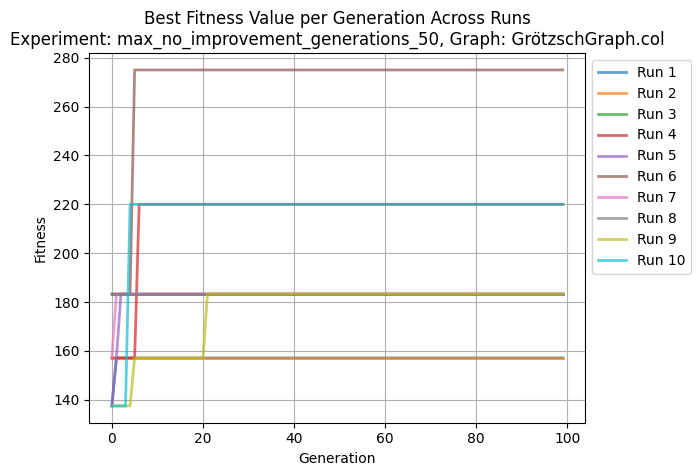 Best Fitness Value per Generation Across Runs
Experiment: max_no_improvement_generations_50, Graph: GrötzschGraph.col
280
260
240
220
200
180
160
140
Fitness
0 20 40 60 80 100
Generation
Run 1
Run 2
Run 3
Run 4
Run 5
Run 6
Run 7
Run 8
Run 9
Run 10